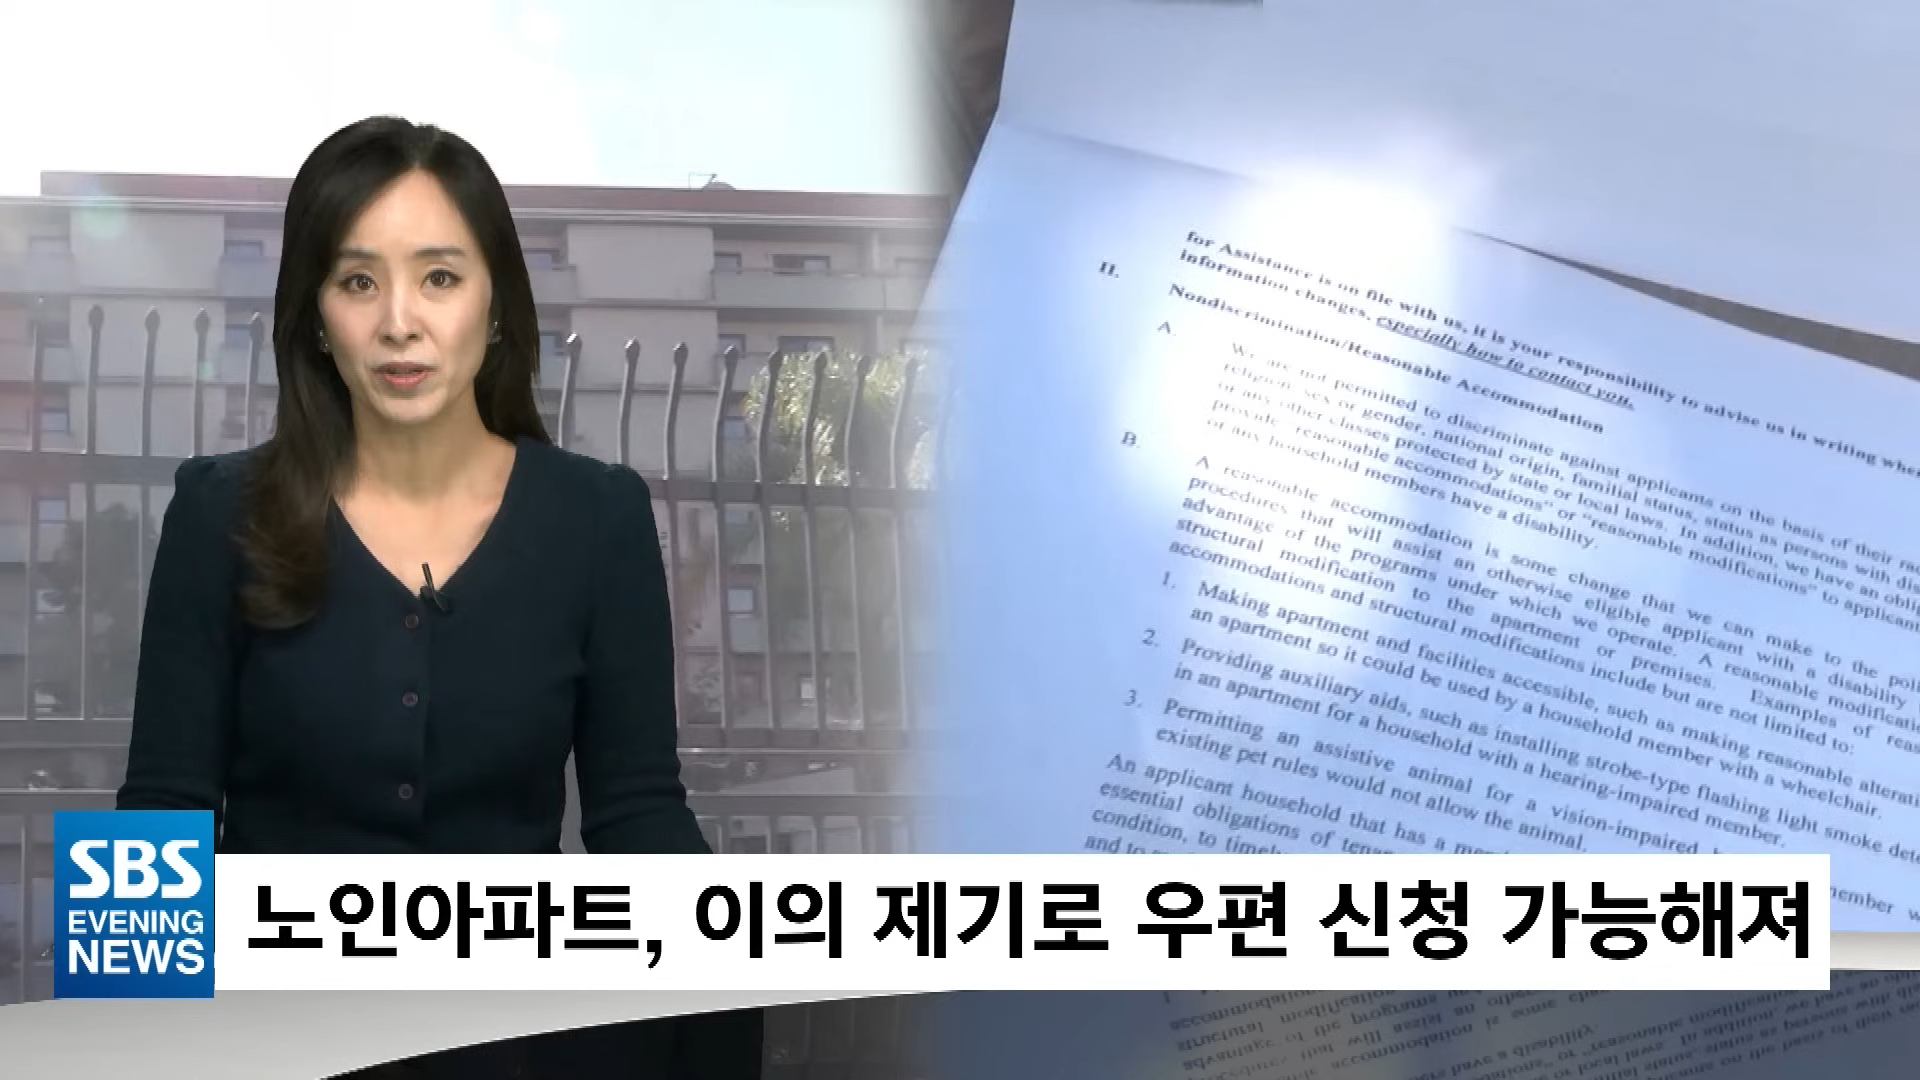 for Assistance is on file with us, it is your responsibility to advise us in writing when
information changes, especially how to contact you.
II. Nondiscrimination/Reasonable Accommodation
A. We are not permitted to discriminate against applicants on the basis of their
religion, sex or gender, national origin, familial status, status as persons with
or any other classes protected by state or local laws. In addition, we have an
provide "reasonable accommodations" or "reasonable modifications" to
or any household members have a disability.
B. A reasonable accommodation is some change that we can make to the
procedures that will assist an otherwise eligible applicant with a disability
advantage of the programs under which we operate. A reasonable
structural modification to the apartment or premises. Examples of
accommodations and structural modifications include but are not limited to:
1. Making apartment and facilities accessible, such as making reasonable
an apartment so it could be used by a household member with a wheelchair.
2. Providing auxiliary aids, such as installing strobe-type flashing light smoke
in an apartment for a household with a hearing-impaired member.
3. Permitting an assistive animal for a vision-impaired
existing pet rules would not allow the animal.
An applicant household that has a
essential obligations of
condition, to
and to
SBS
EVENING
NEWS
노인아파트, 이의 제기로 우편 신청 가능해져